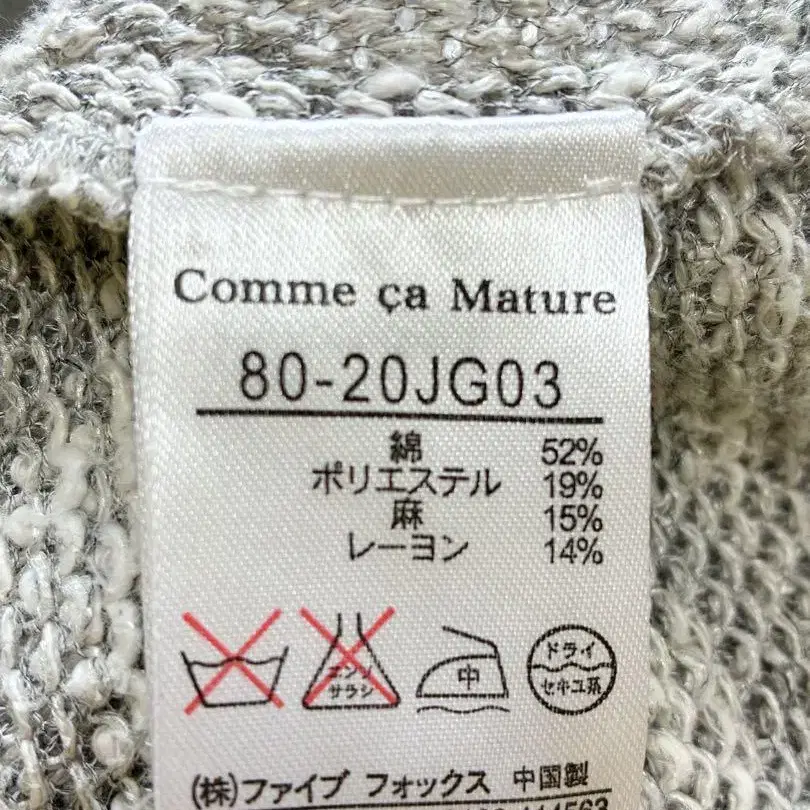 Comme ça Mature
80-20JG03
綿 52%
ポリエステル 19%
麻 15%
レーヨン 14%
エンソ サラシ
中
ドライ
セキユ系
(株)ファイブ フォックス 中国製